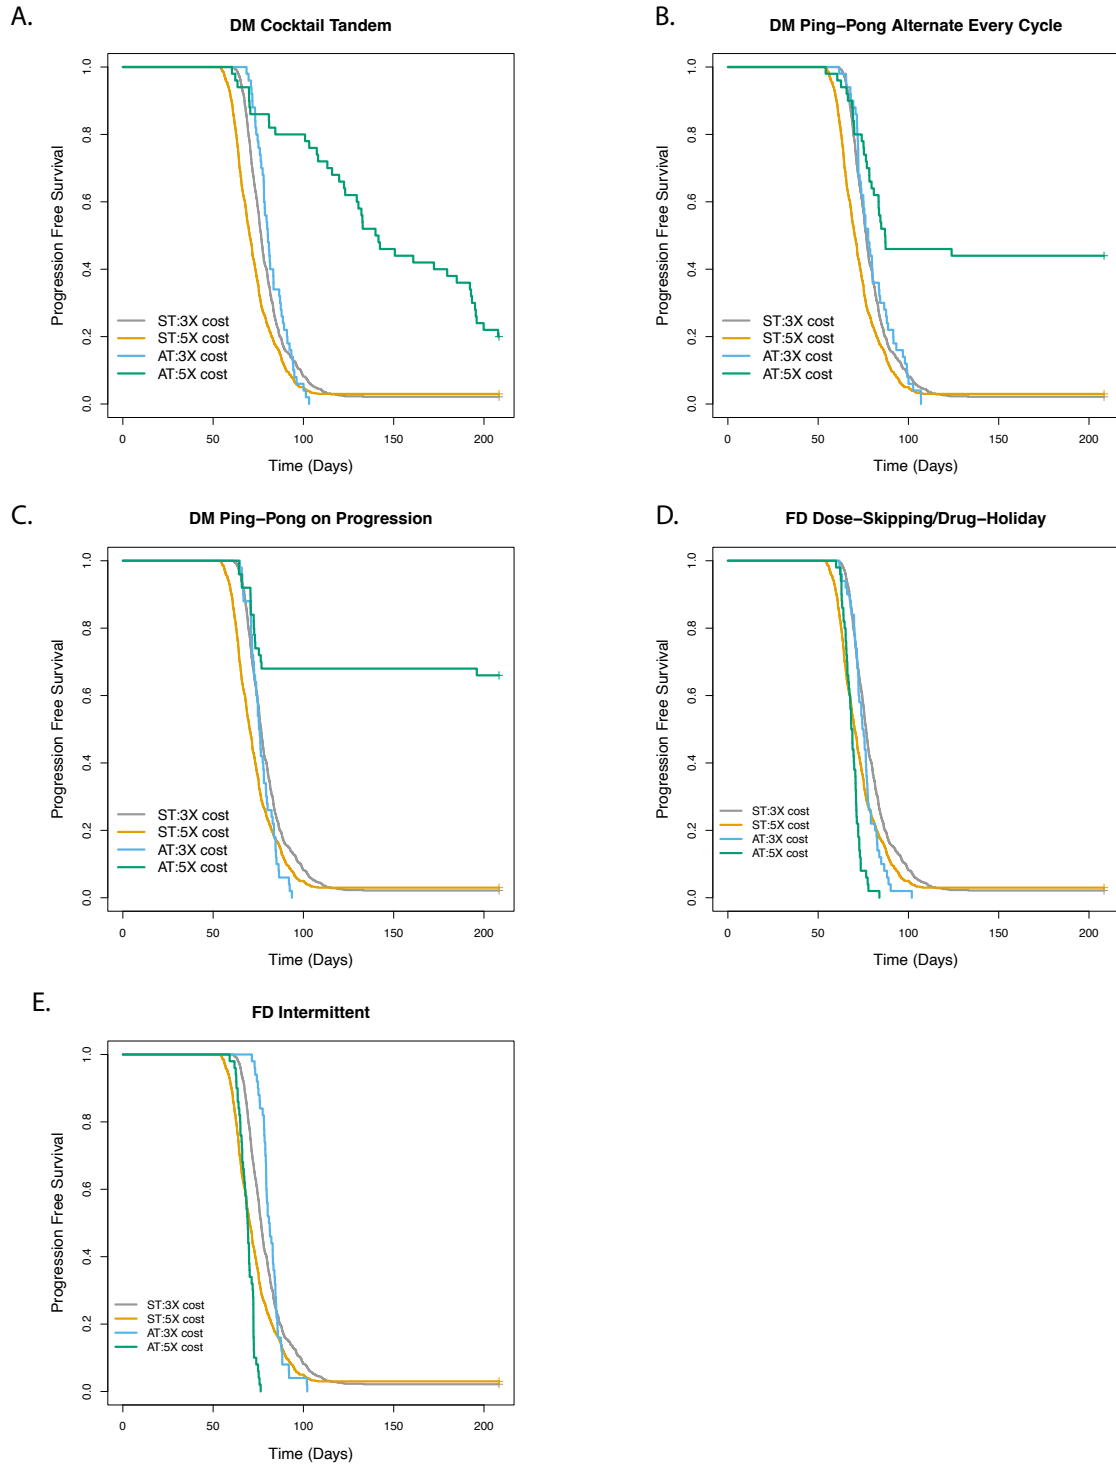 A.
DM Cocktail Tandem
Progression Free Survival
1.0
0.8
0.6
0.4
0.2
0.0
ST:3X cost
ST:5X cost
AT:3X cost
AT:5X cost
0 50 100 150 200
Time (Days)
B.
DM Ping–Pong Alternate Every Cycle
Progression Free Survival
1.0
0.8
0.6
0.4
0.2
0.0
ST:3X cost
ST:5X cost
AT:3X cost
AT:5X cost
0 50 100 150 200
Time (Days)
C.
DM Ping–Pong on Progression
Progression Free Survival
1.0
0.8
0.6
0.4
0.2
0.0
ST:3X cost
ST:5X cost
AT:3X cost
AT:5X cost
0 50 100 150 200
Time (Days)
D.
FD Dose–Skipping/Drug–Holiday
Progression Free Survival
1.0
0.8
0.6
0.4
0.2
0.0
ST:3X cost
ST:5X cost
AT:3X cost
AT:5X cost
0 50 100 150 200
Time (Days)
E.
FD Intermittent
Progression Free Survival
1.0
0.8
0.6
0.4
0.2
0.0
ST:3X cost
ST:5X cost
AT:3X cost
AT:5X cost
0 50 100 150 200
Time (Days)